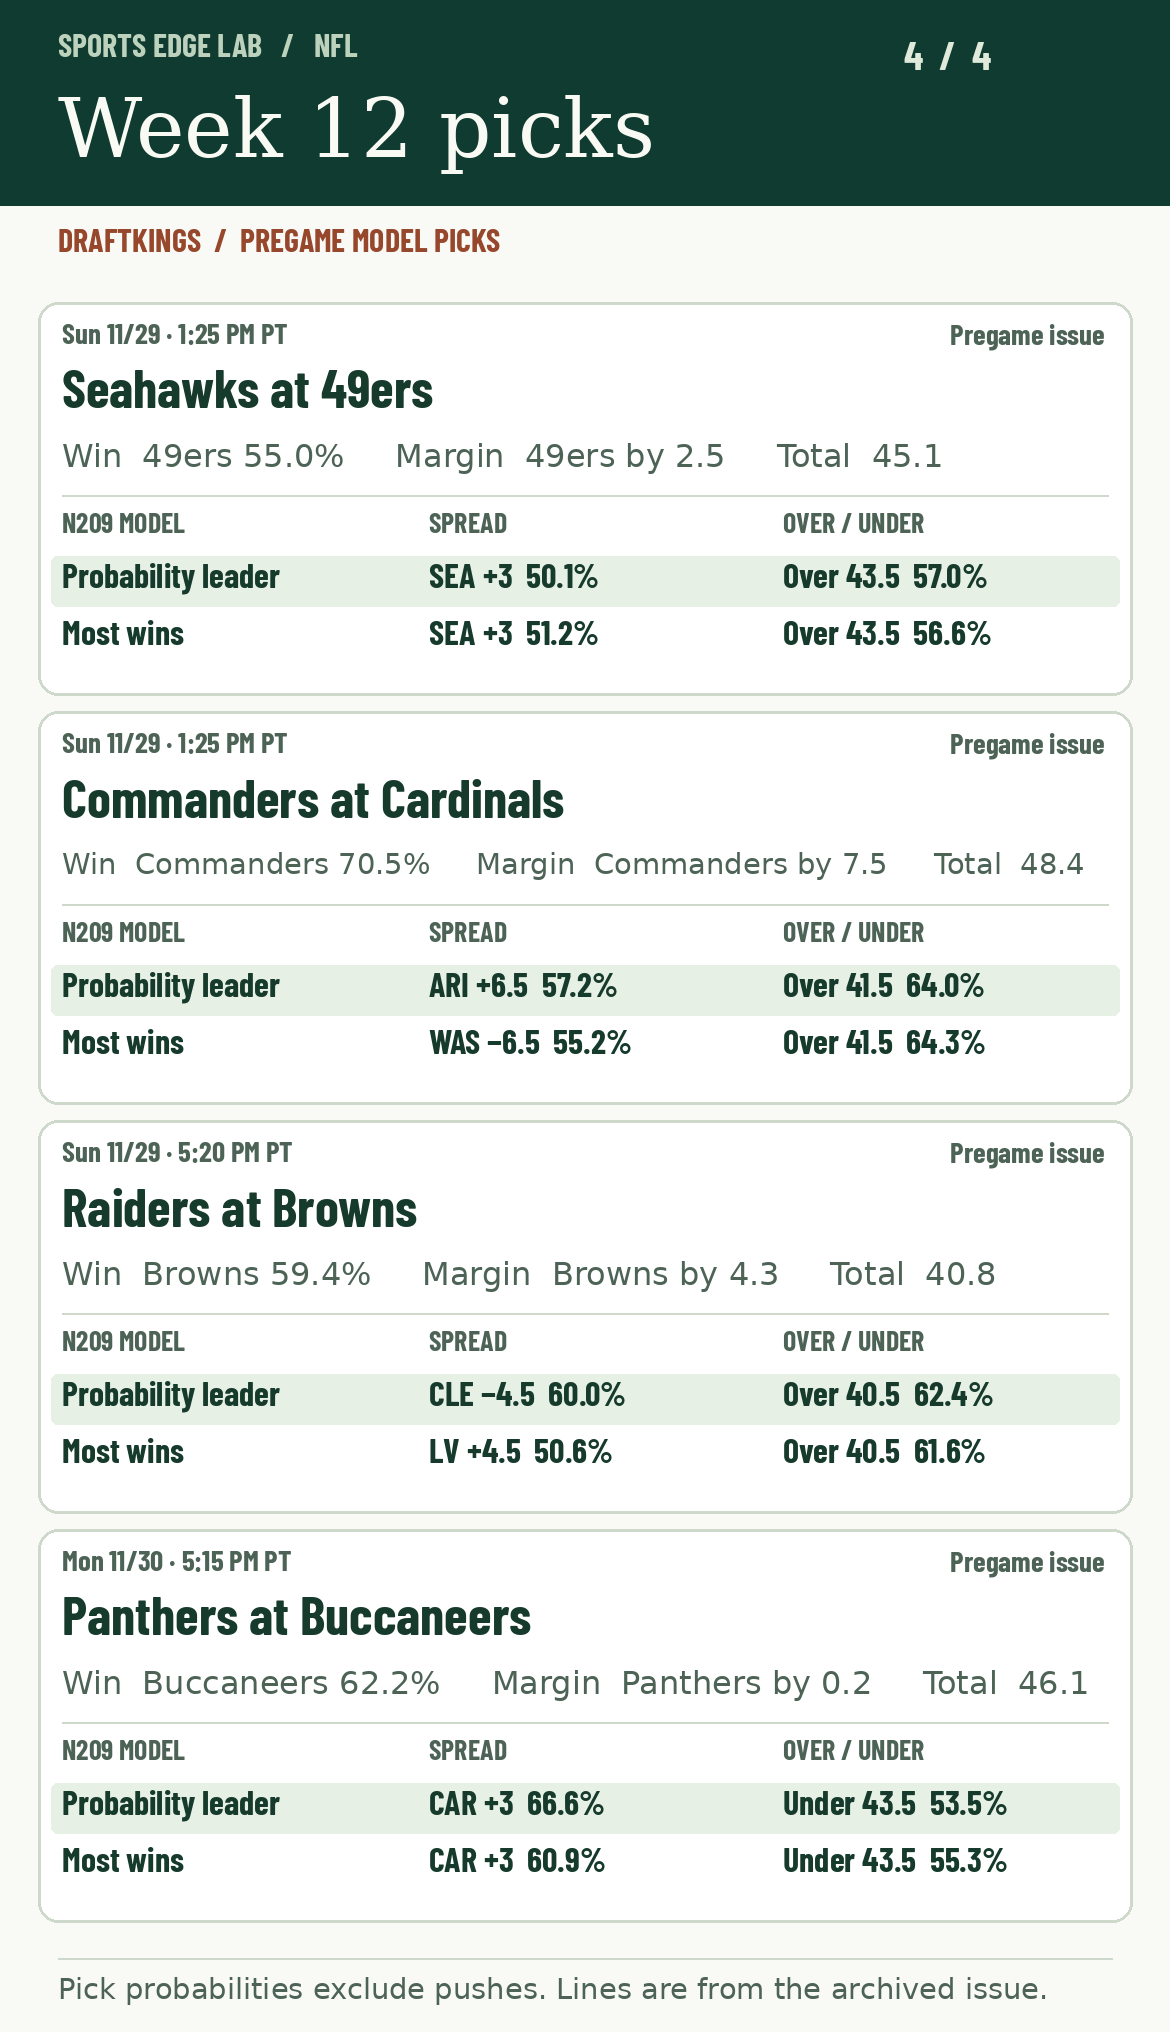 SPORTS EDGE LAB / NFL
4 / 4
Week 12 picks
DRAFTKINGS / PREGAME MODEL PICKS
Sun 11/29 · 1:25 PM PT Pregame issue
Seahawks at 49ers
Win 49ers 55.0% Margin 49ers by 2.5 Total 45.1
N209 MODEL SPREAD OVER / UNDER
Probability leader SEA +3 50.1% Over 43.5 57.0%
Most wins SEA +3 51.2% Over 43.5 56.6%
Sun 11/29 · 1:25 PM PT Pregame issue
Commanders at Cardinals
Win Commanders 70.5% Margin Commanders by 7.5 Total 48.4
N209 MODEL SPREAD OVER / UNDER
Probability leader ARI +6.5 57.2% Over 41.5 64.0%
Most wins WAS −6.5 55.2% Over 41.5 64.3%
Sun 11/29 · 5:20 PM PT Pregame issue
Raiders at Browns
Win Browns 59.4% Margin Browns by 4.3 Total 40.8
N209 MODEL SPREAD OVER / UNDER
Probability leader CLE −4.5 60.0% Over 40.5 62.4%
Most wins LV +4.5 50.6% Over 40.5 61.6%
Mon 11/30 · 5:15 PM PT Pregame issue
Panthers at Buccaneers
Win Buccaneers 62.2% Margin Panthers by 0.2 Total 46.1
N209 MODEL SPREAD OVER / UNDER
Probability leader CAR +3 66.6% Under 43.5 53.5%
Most wins CAR +3 60.9% Under 43.5 55.3%
Pick probabilities exclude pushes. Lines are from the archived issue.